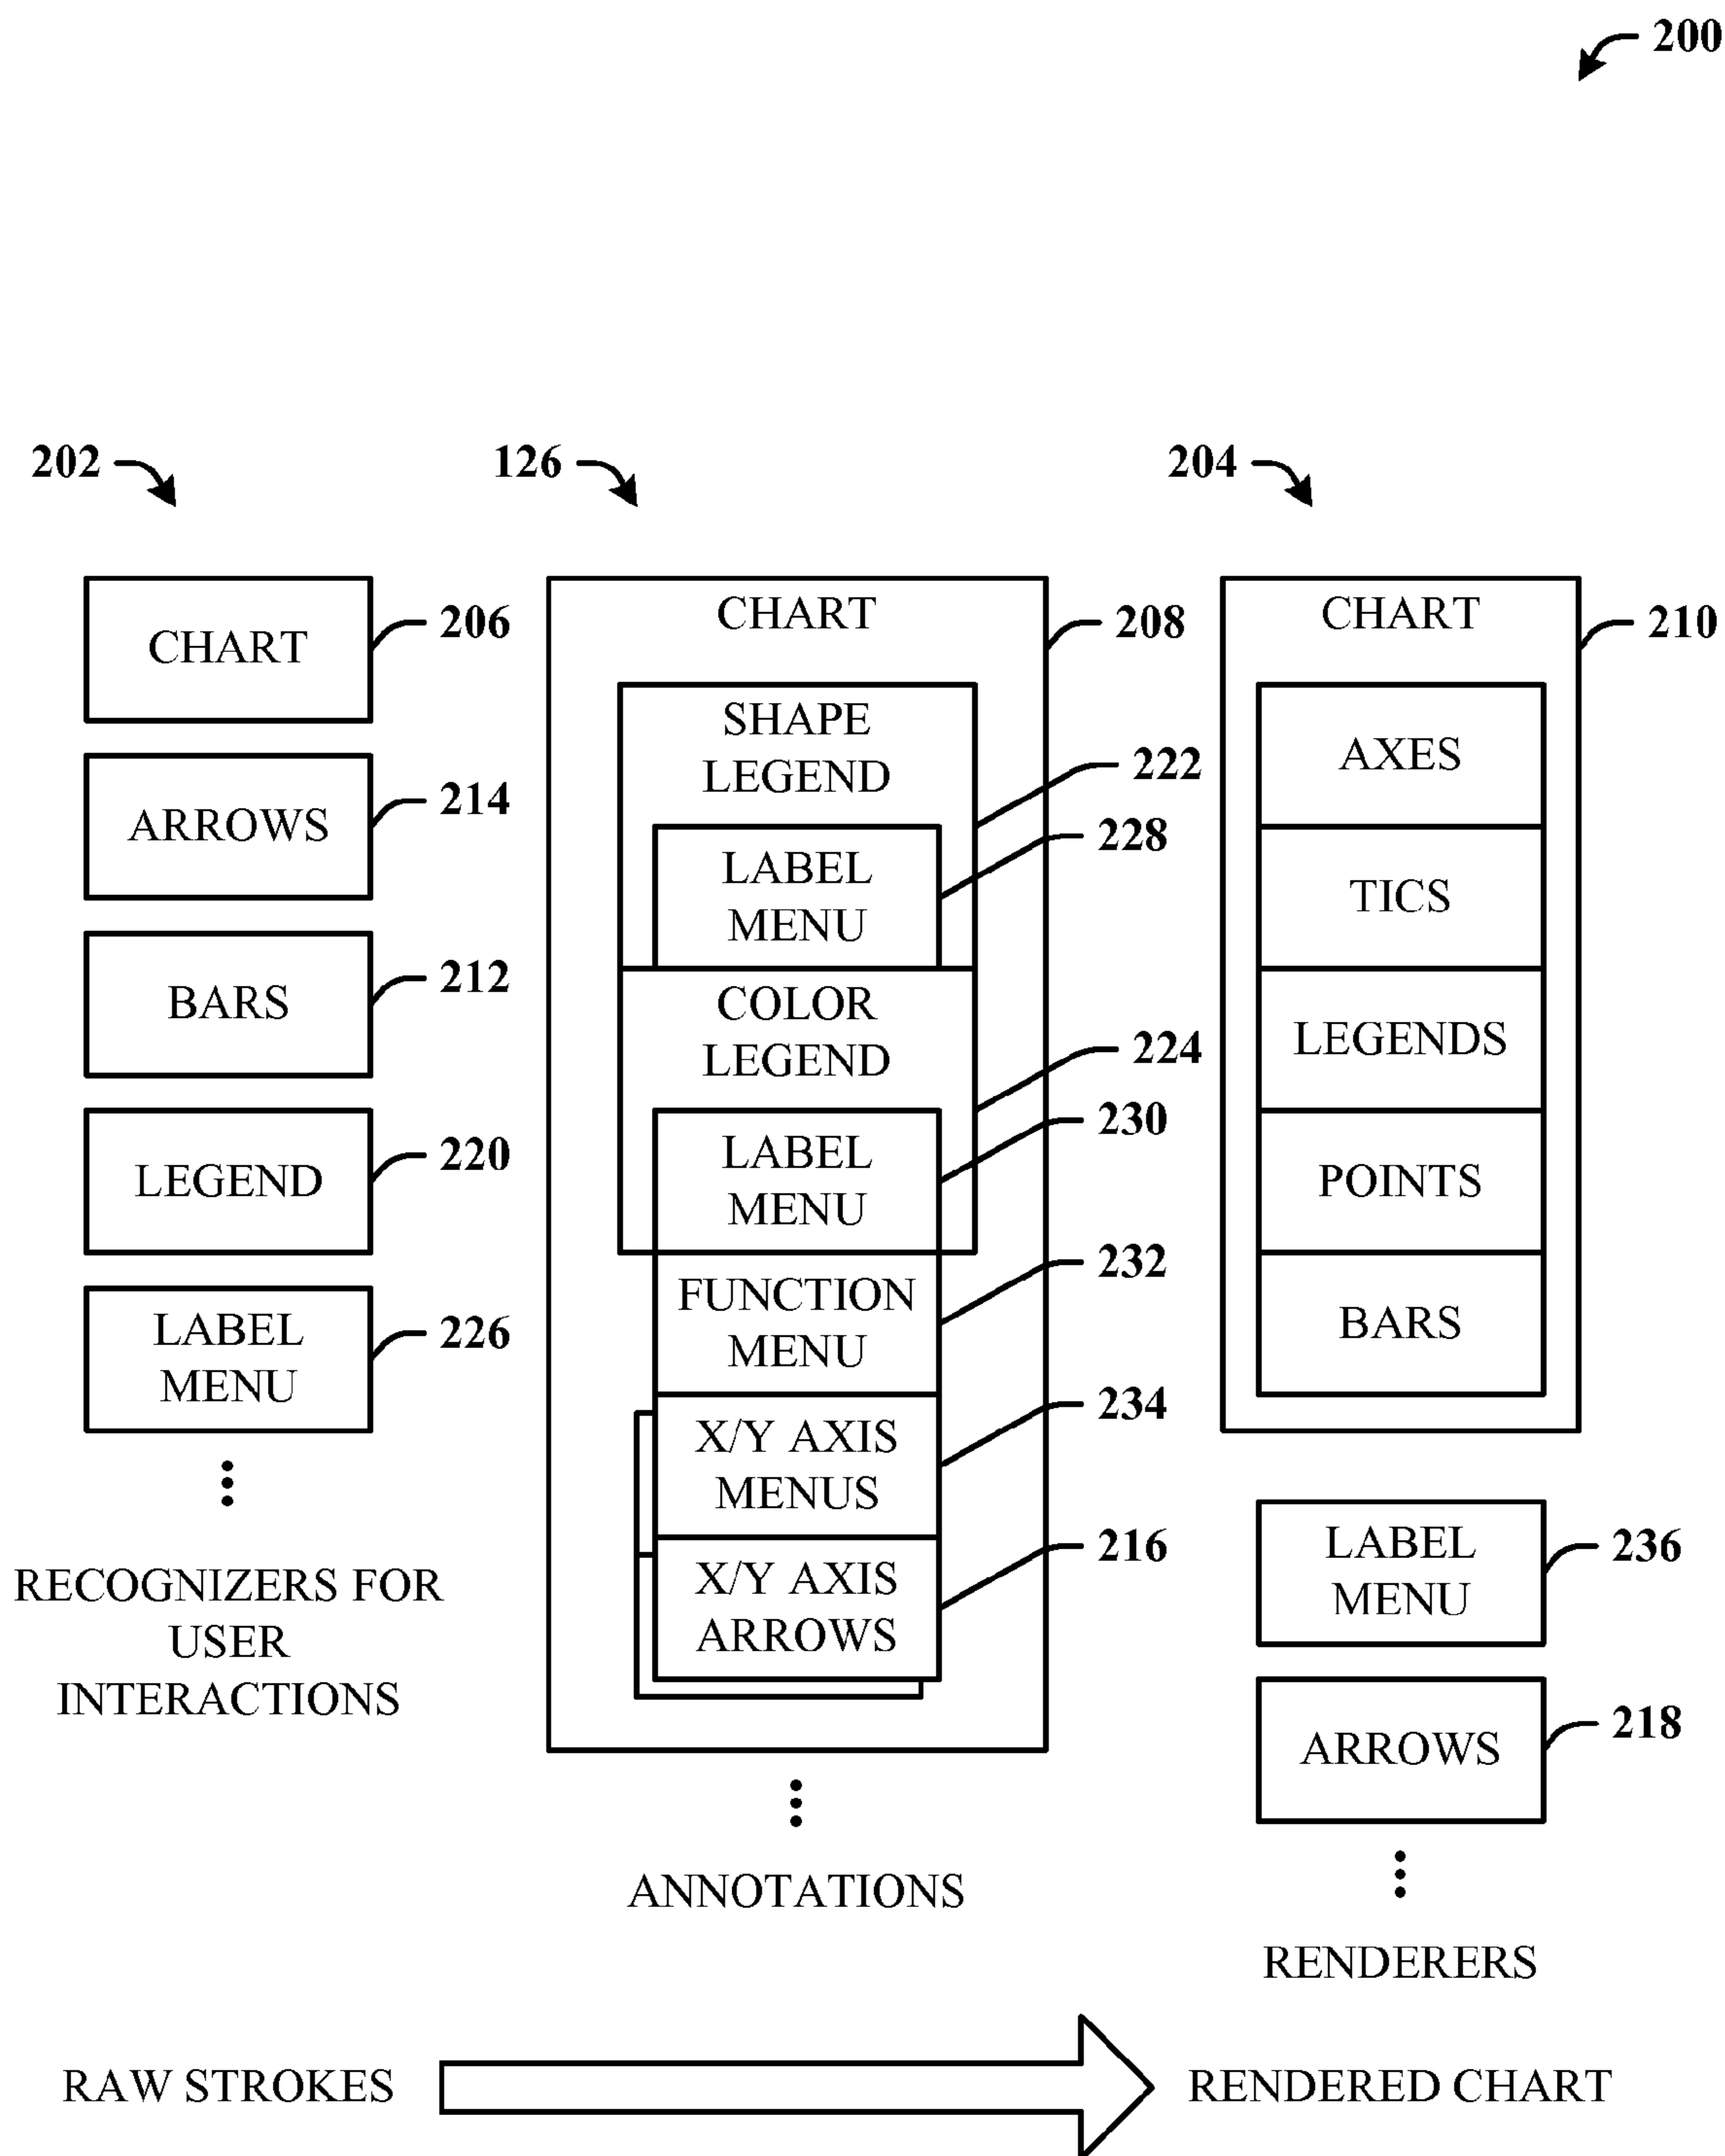 200
202
126
204
CHART
206
ARROWS
214
BARS
212
LEGEND
220
LABEL
MENU
226
RECOGNIZERS FOR
USER
INTERACTIONS
CHART
208
SHAPE
LEGEND
222
LABEL
MENU
228
COLOR
LEGEND
224
LABEL
MENU
230
FUNCTION
MENU
232
X/Y AXIS
MENUS
234
X/Y AXIS
ARROWS
216
ANNOTATIONS
CHART
210
AXES
TICS
LEGENDS
POINTS
BARS
LABEL
MENU
236
ARROWS
218
RENDERERS
RAW STROKES
RENDERED CHART